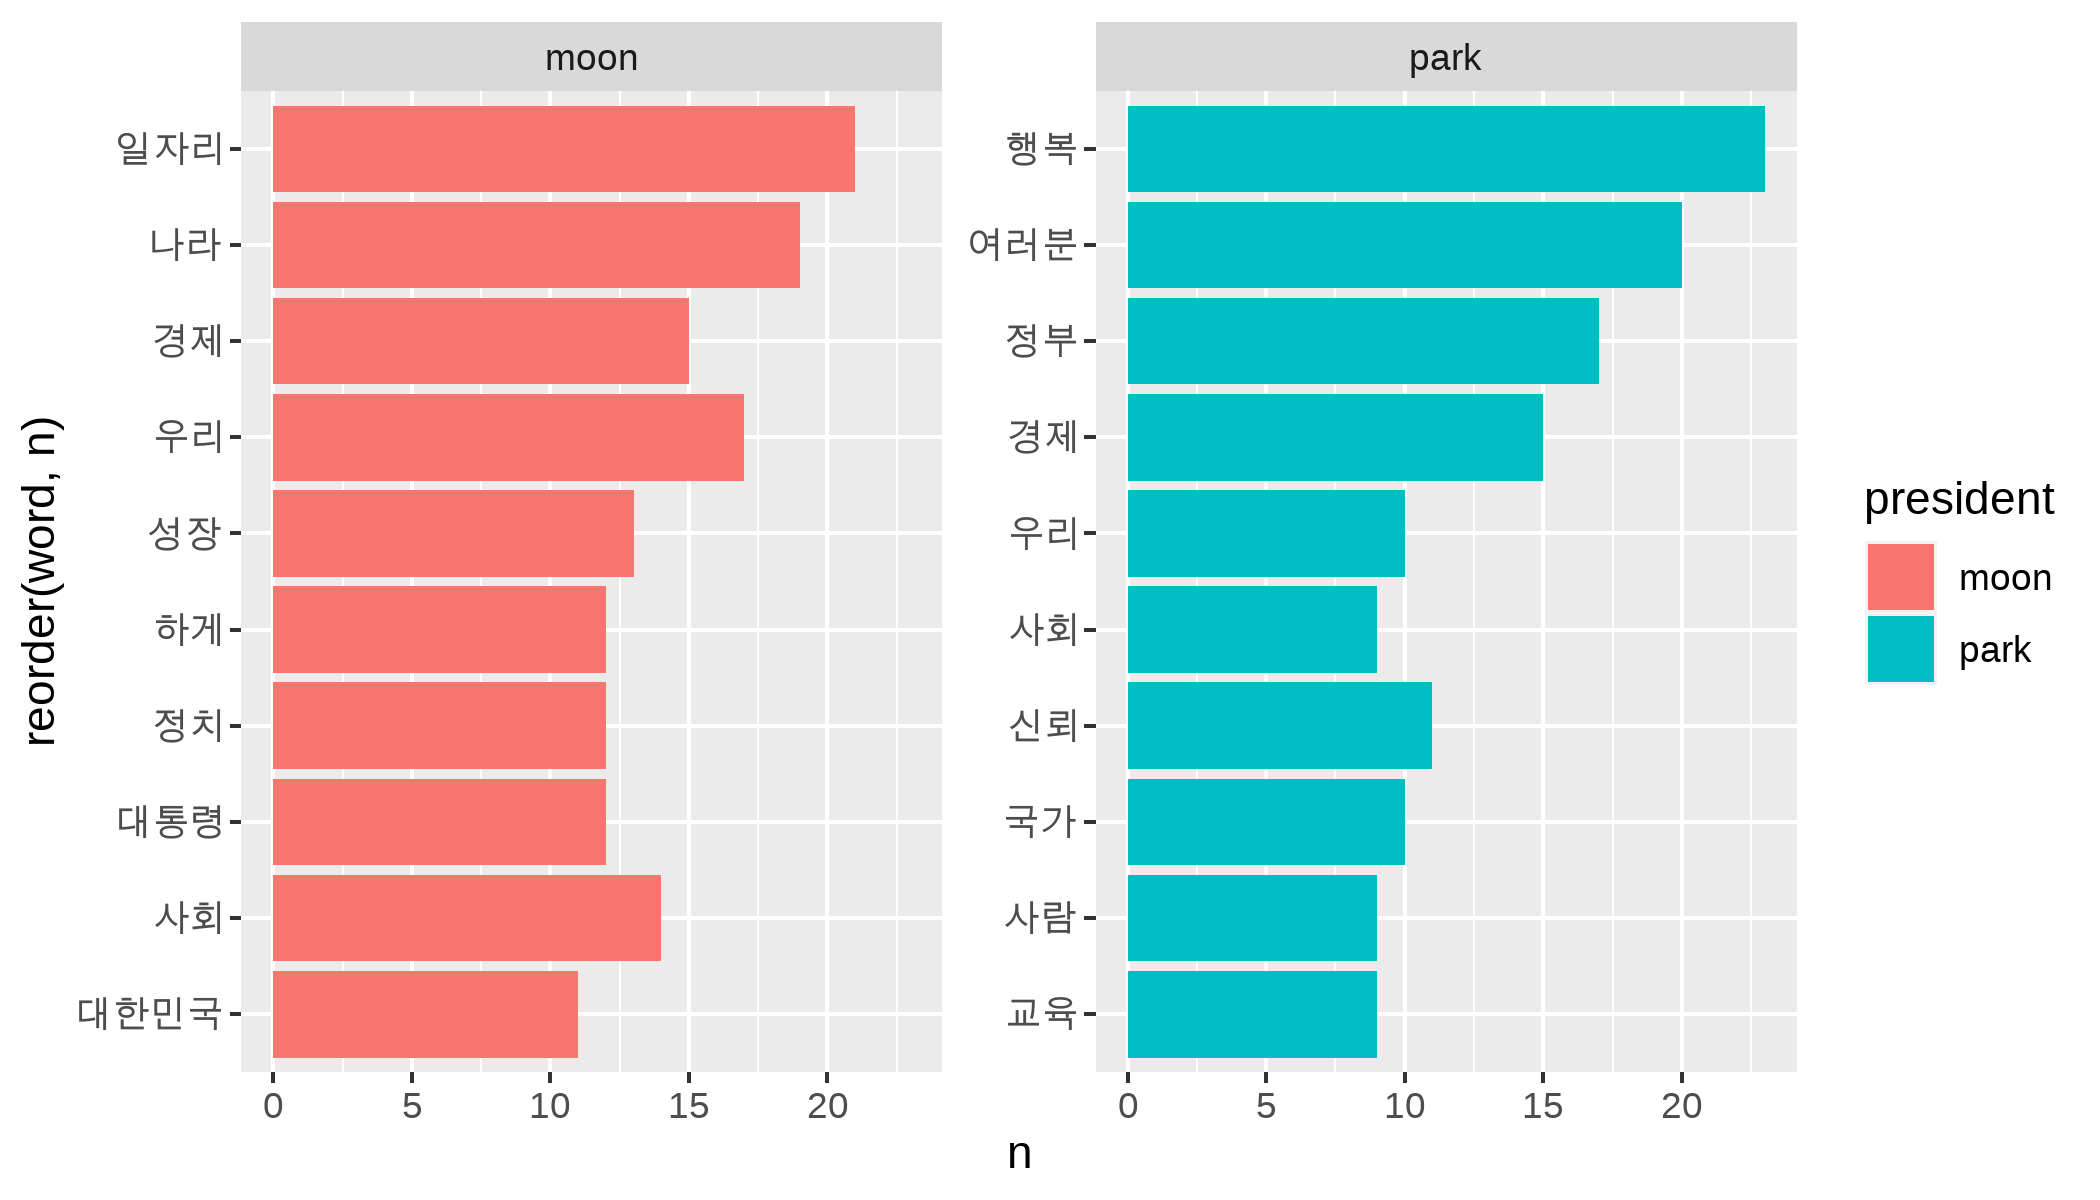 moon
park
일자리
나라
경제
우리
성장
하게
정치
대통령
사회
대한민국
행복
여러분
정부
경제
우리
사회
신뢰
국가
사람
교육
0 5 10 15 20
0 5 10 15 20
n
reorder(word, n)
president
moon
park